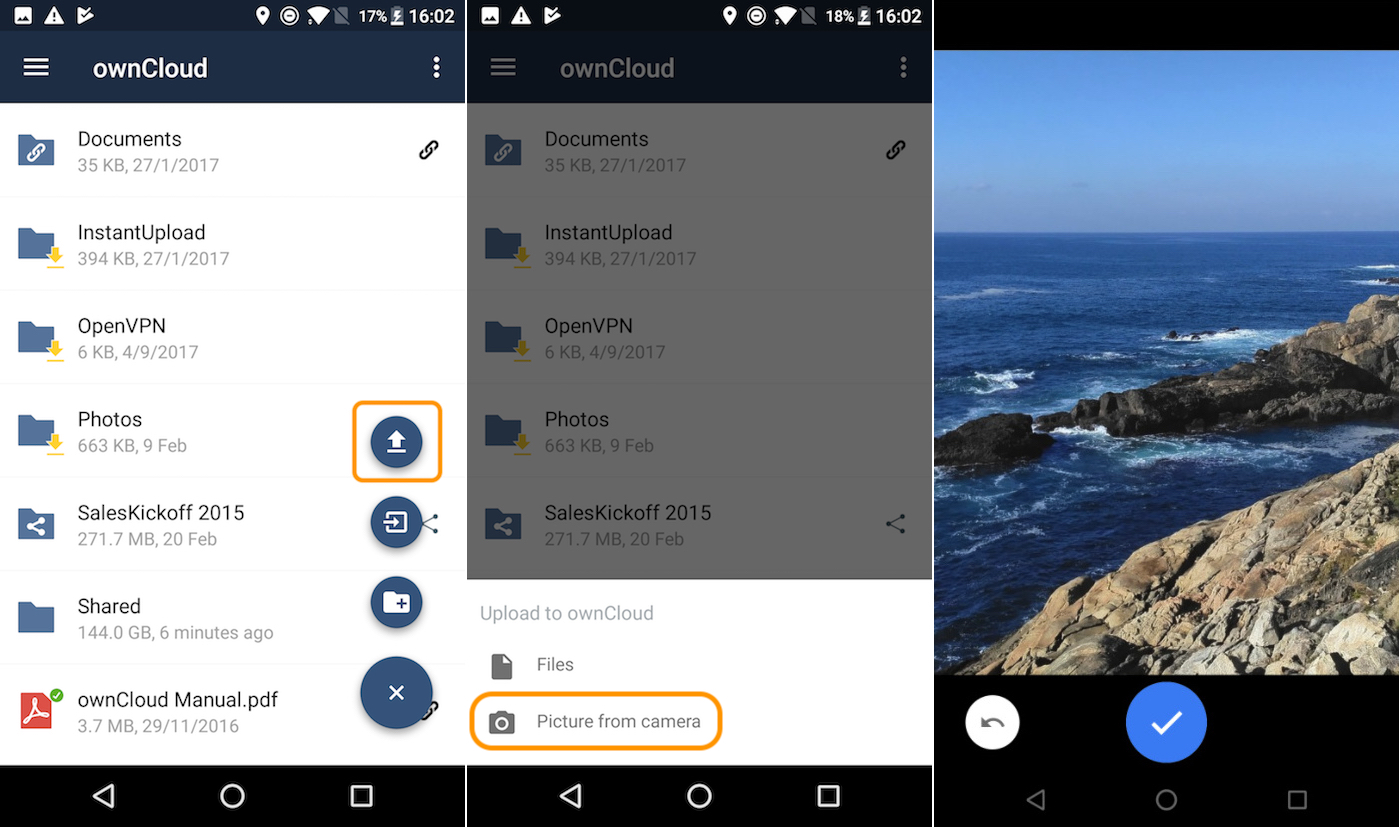 17% 16:02
ownCloud
Documents
35 KB, 27/1/2017
InstantUpload
394 KB, 27/1/2017
OpenVPN
6 KB, 4/9/2017
Photos
663 KB, 9 Feb
SalesKickoff 2015
271.7 MB, 20 Feb
Shared
144.0 GB, 6 minutes ago
ownCloud Manual.pdf
3.7 MB, 29/11/2016
18% 16:02
ownCloud
Documents
35 KB, 27/1/2017
InstantUpload
394 KB, 27/1/2017
OpenVPN
6 KB, 4/9/2017
Photos
663 KB, 9 Feb
SalesKickoff 2015
271.7 MB, 20 Feb
Upload to ownCloud
Files
Picture from camera